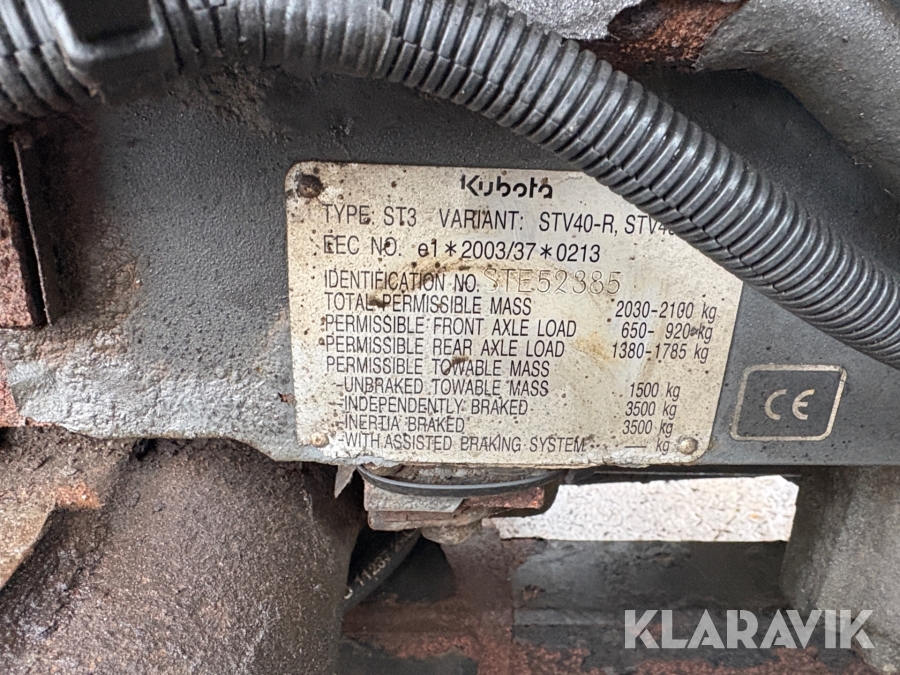 Kubota
TYPE ST3 VARIANT: STV40-R, STV4
EEC NO. e1*2003/37*0213
IDENTIFICATION NO. STE52385
TOTAL PERMISSIBLE MASS 2030-2100 kg
PERMISSIBLE FRONT AXLE LOAD 650- 920 kg
PERMISSIBLE REAR AXLE LOAD 1380-1785 kg
PERMISSIBLE TOWABLE MASS
-UNBRAKED TOWABLE MASS 1500 kg
-INDEPENDENTLY BRAKED 3500 kg
-INERTIA BRAKED 3500 kg
-WITH ASSISTED BRAKING SYSTEM — kg
CE
KLARAVIK